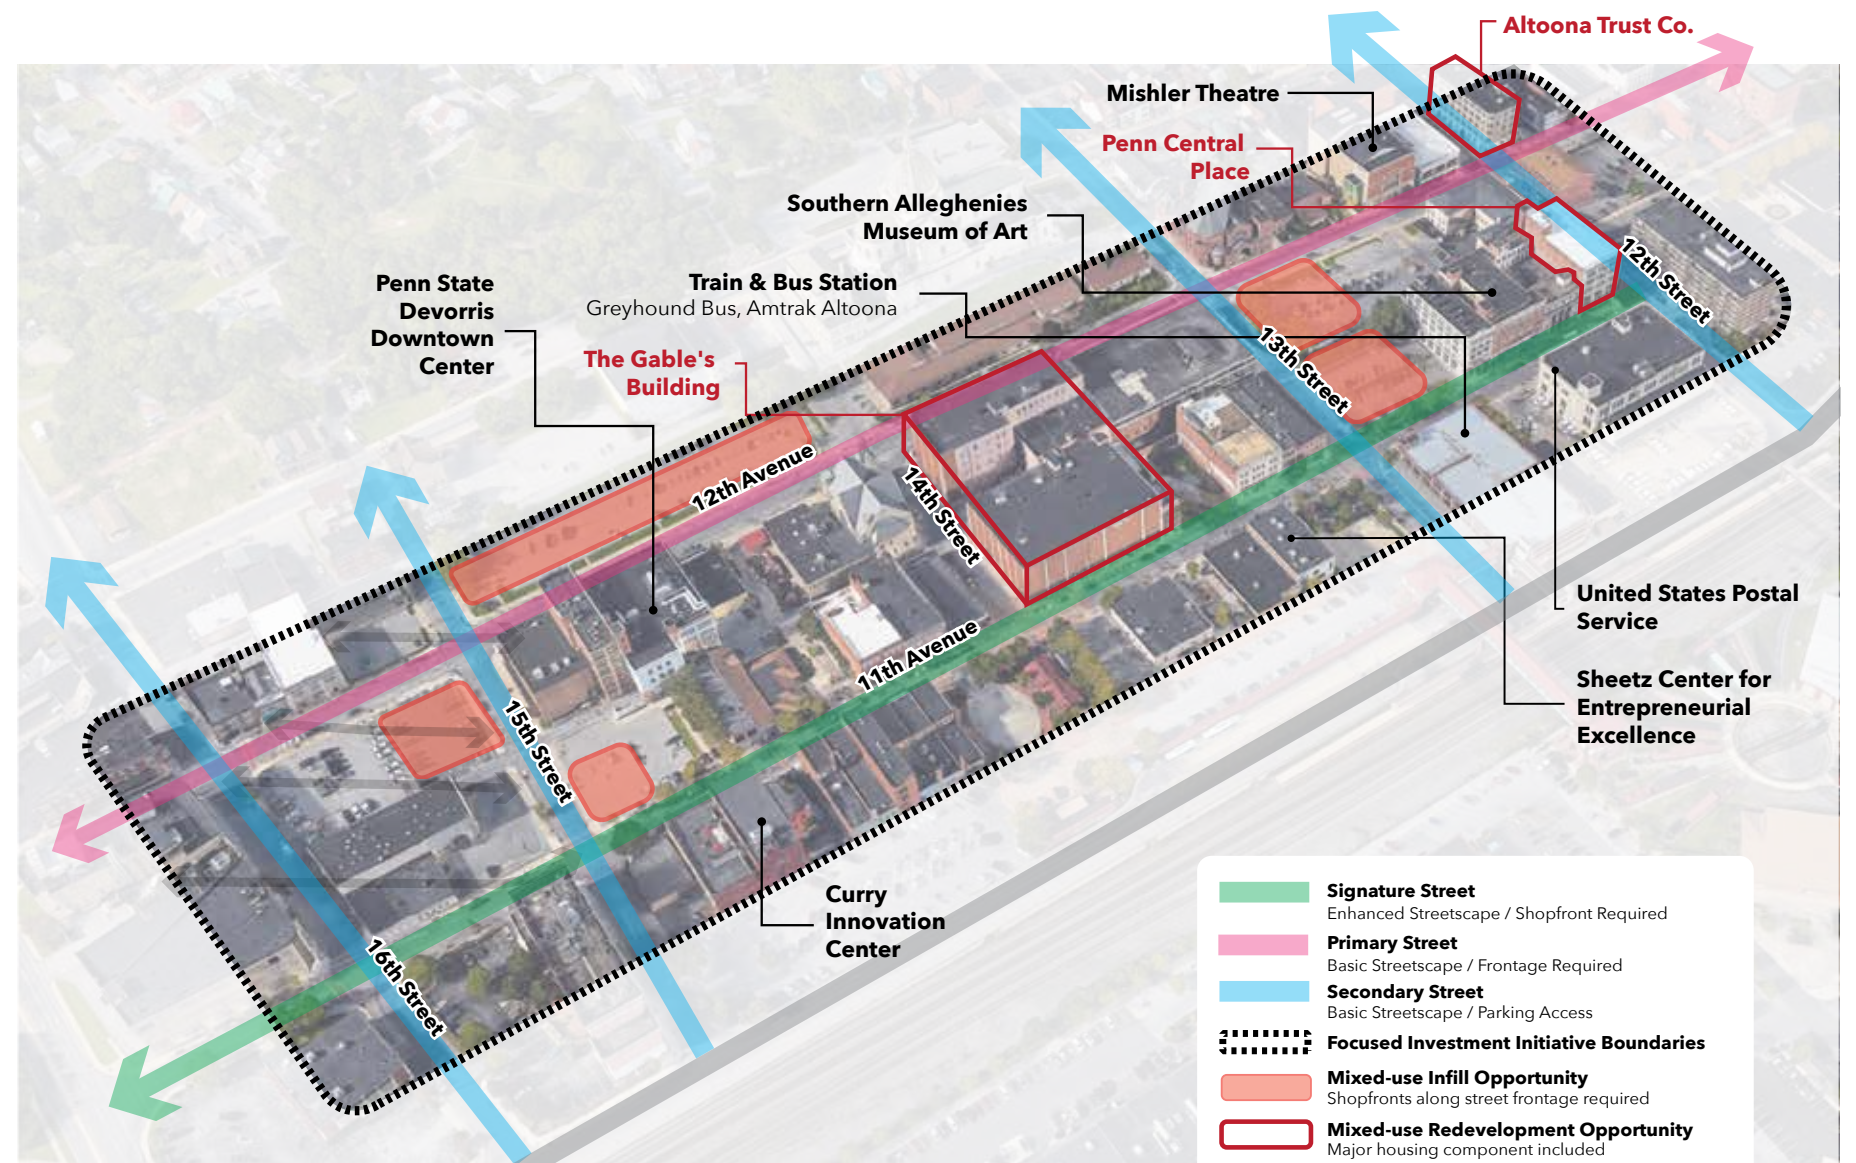 Altoona Trust Co.
Mishler Theatre
Penn Central
Place
Southern Alleghenies
Museum of Art
Train & Bus Station
Greyhound Bus, Amtrak Altoona
Penn State
Devorris
Downtown
Center
The Gable's
Building
12th Street
13th Street
12th Avenue
14th Street
11th Avenue
15th Street
16th Street
United States Postal
Service
Sheetz Center for
Entrepreneurial
Excellence
Curry
Innovation
Center
Signature Street
Enhanced Streetscape / Shopfront Required
Primary Street
Basic Streetscape / Frontage Required
Secondary Street
Basic Streetscape / Parking Access
Focused Investment Initiative Boundaries
Mixed-use Infill Opportunity
Shopfronts along street frontage required
Mixed-use Redevelopment Opportunity
Major housing component included